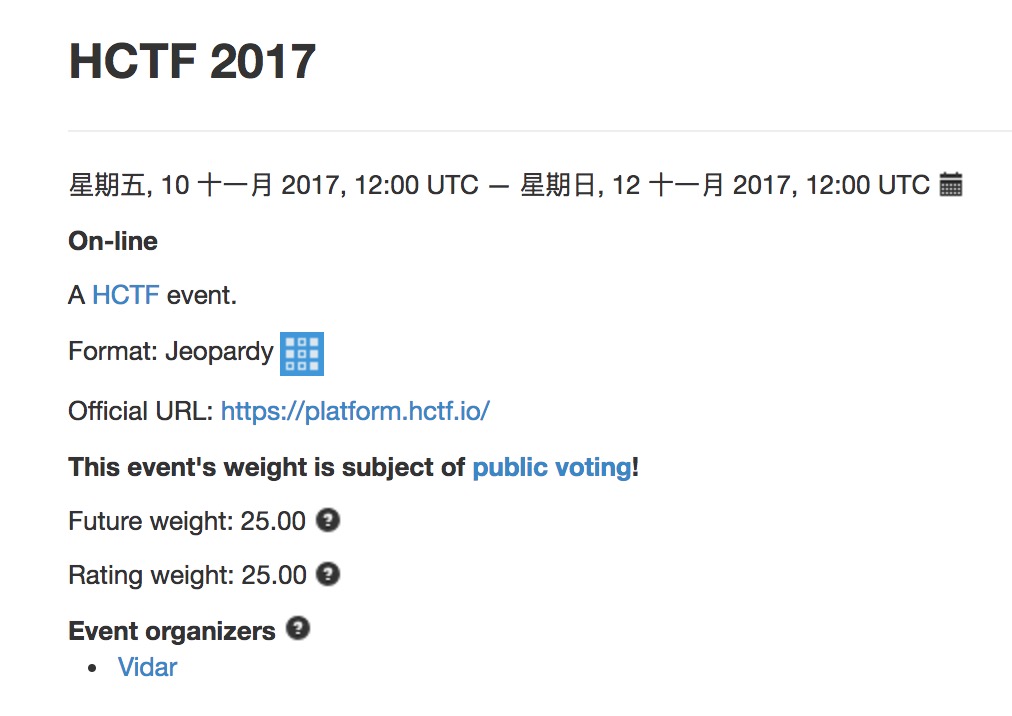 HCTF 2017
星期五, 10 十一月 2017, 12:00 UTC — 星期日, 12 十一月 2017, 12:00 UTC
On-line
A HCTF event.
Format: Jeopardy
Official URL: https://platform.hctf.io/
This event's weight is subject of public voting!
Future weight: 25.00
Rating weight: 25.00
Event organizers
• Vidar